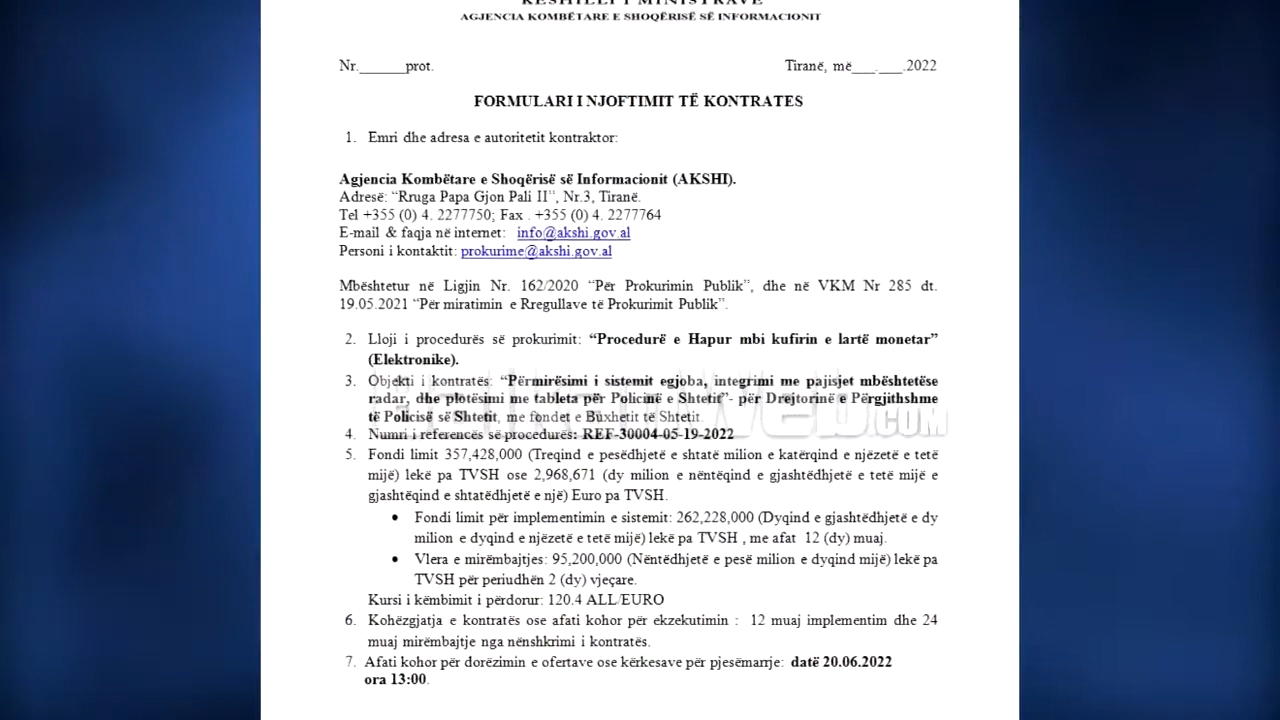 KËSHILLI I MINISTRAVE
AGJENCIA KOMBËTARE E SHOQËRISË SË INFORMACIONIT
Nr.______prot.
Tiranë, më___.___.2022
FORMULARI I NJOFTIMIT TË KONTRATES
1. Emri dhe adresa e autoritetit kontraktor:
Agjencia Kombëtare e Shoqërisë së Informacionit (AKSHI).
Adresë: “Rruga Papa Gjon Pali II”, Nr.3, Tiranë.
Tel +355 (0) 4. 2277750; Fax . +355 (0) 4. 2277764
E-mail & faqja në internet: info@akshi.gov.al
Personi i kontaktit: prokurime@akshi.gov.al
Mbështetur në Ligjin Nr. 162/2020 “Për Prokurimin Publik”, dhe në VKM Nr 285 dt.
19.05.2021 “Për miratimin e Rregullave të Prokurimit Publik”.
2. Lloji i procedurës së prokurimit: “Procedurë e Hapur mbi kufirin e lartë monetar”
(Elektronike).
3. Objekti i kontratës: “Përmirësimi i sistemit egjoba, integrimi me pajisjet mbështetëse
radar, dhe plotësimi me tableta për Policinë e Shtetit”- për Drejtorinë e Përgjithshme
të Policisë së Shtetit, me fondet e Buxhetit të Shtetit.
4. Numri i referencës së procedurës: REF-30004-05-19-2022
5. Fondi limit 357,428,000 (Treqind e pesëdhjetë e shtatë milion e katërqind e njëzetë e tetë
mijë) lekë pa TVSH ose 2,968,671 (dy milion e nëntëqind e gjashtëdhjetë e tetë mijë e
gjashtëqind e shtatëdhjetë e një) Euro pa TVSH.
• Fondi limit për implementimin e sistemit: 262,228,000 (Dyqind e gjashtëdhjetë e dy
milion e dyqind e njëzetë e tetë mijë) lekë pa TVSH , me afat 12 (dy) muaj.
• Vlera e mirëmbajtjes: 95,200,000 (Nëntëdhjetë e pesë milion e dyqind mijë) lekë pa
TVSH për periudhën 2 (dy) vjeçare.
Kursi i këmbimit i përdorur: 120.4 ALL/EURO
6. Kohëzgjatja e kontratës ose afati kohor për ekzekutimin : 12 muaj implementim dhe 24
muaj mirëmbajtje nga nënshkrimi i kontratës.
7. Afati kohor për dorëzimin e ofertave ose kërkesave për pjesëmarrje: datë 20.06.2022
ora 13:00.